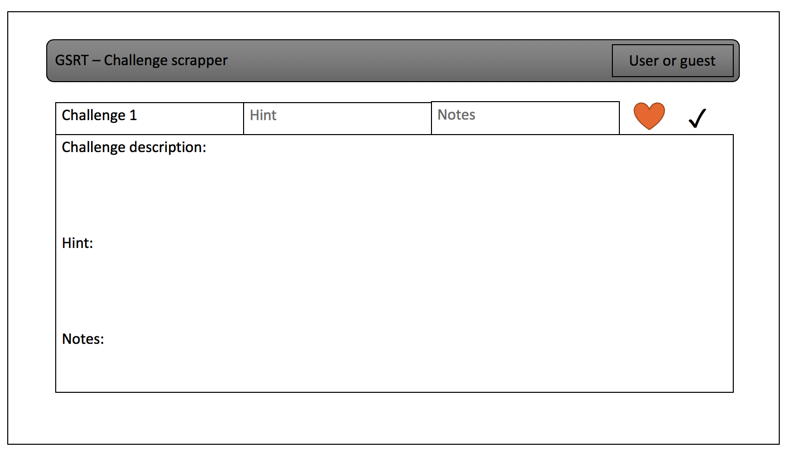 GSRT – Challenge scrapper
User or guest
Challenge 1
Hint
Notes
Challenge description:
Hint:
Notes: